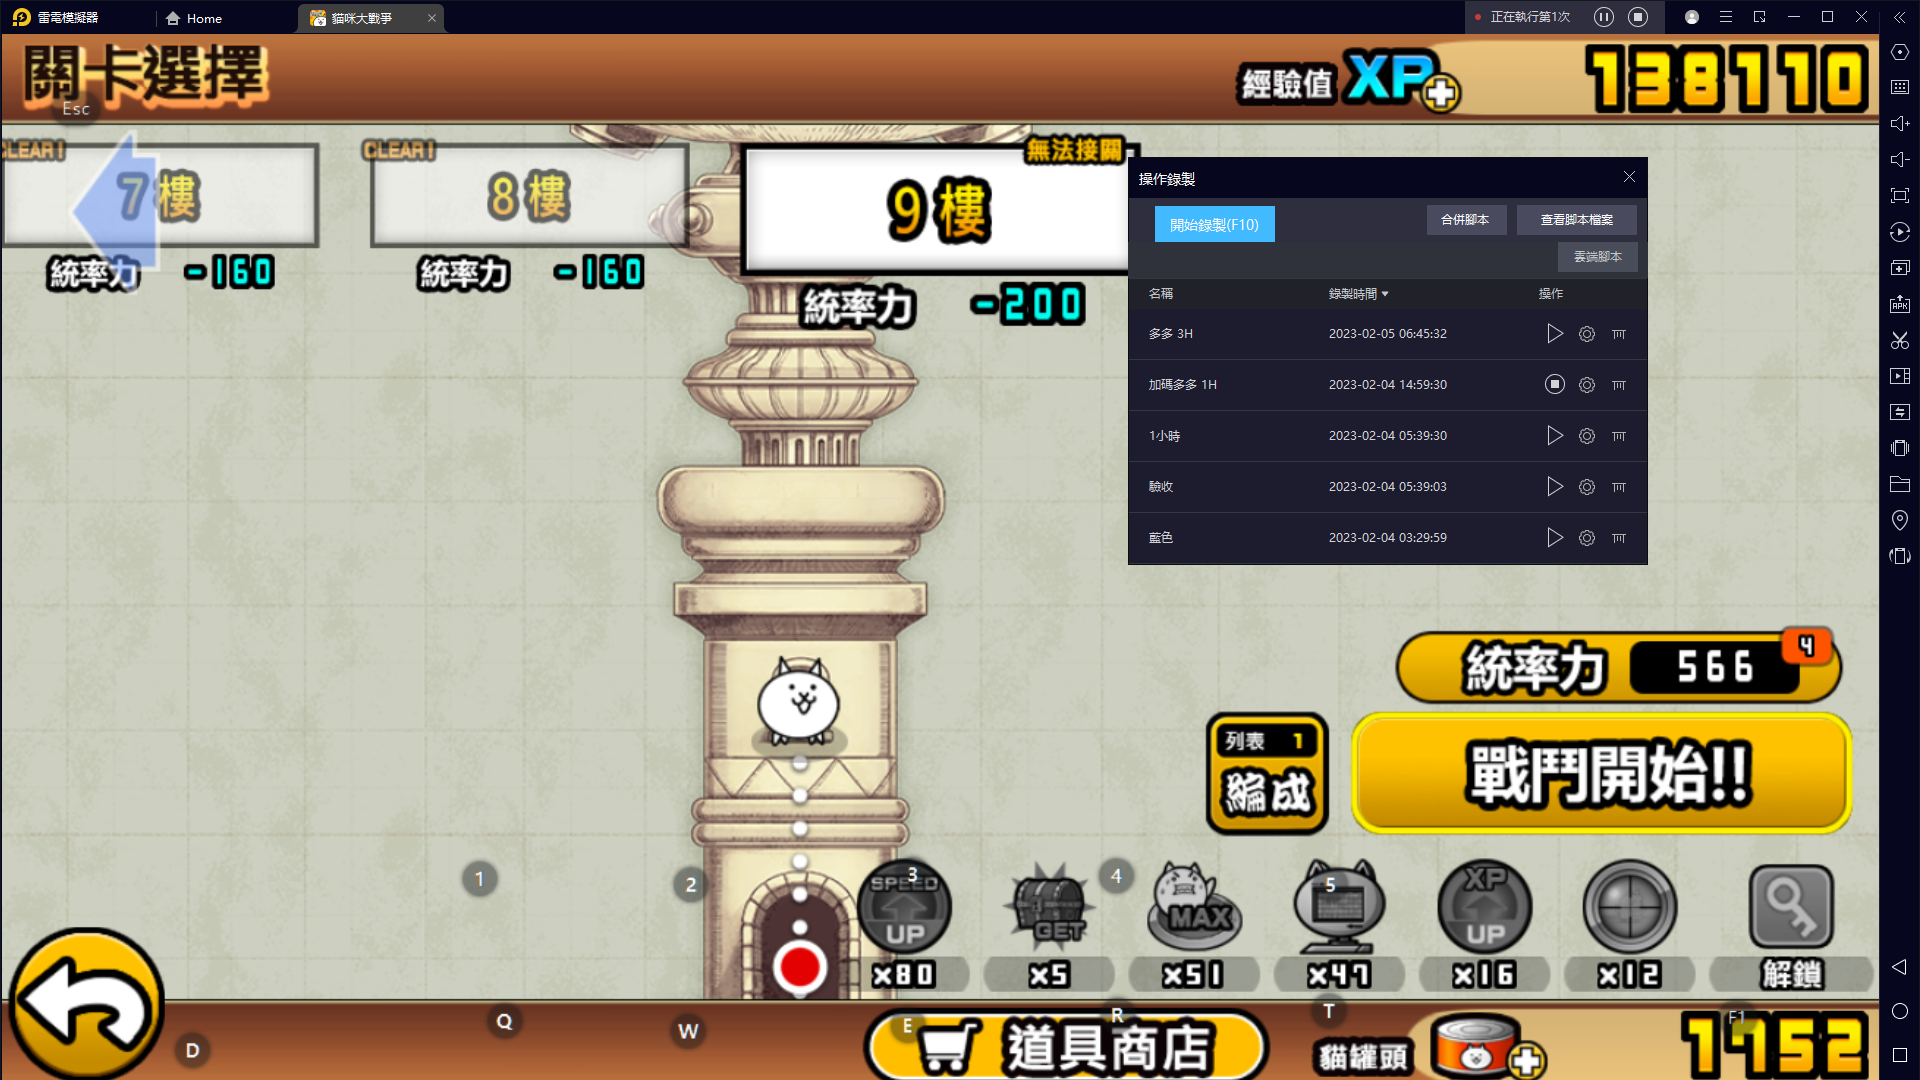 雷電模擬器
Home
貓咪大戰爭
正在執行第1次
關卡選擇
Esc
經驗值 XP
138110
CLEAR!
7樓
統率力 -160
CLEAR!
8樓
統率力 -160
無法接關
9樓
統率力 -200
操作錄製
開始錄製(F10)
合併腳本
查看腳本檔案
雲端腳本
名稱 錄製時間 操作
多多 3H 2023-02-05 06:45:32
加碼多多 1H 2023-02-04 14:59:30
1小時 2023-02-04 05:39:30
驗收 2023-02-04 05:39:03
藍色 2023-02-04 03:29:59
APK
統率力 566
4
列表 1
編成
戰鬥開始!!
1
2
3
4
5
SPEED UP
GET
MAX
XP UP
x80
x5
x51
x47
x16
x12
解鎖
D
Q
W
E
R
T
F1
道具商店
貓罐頭
1452